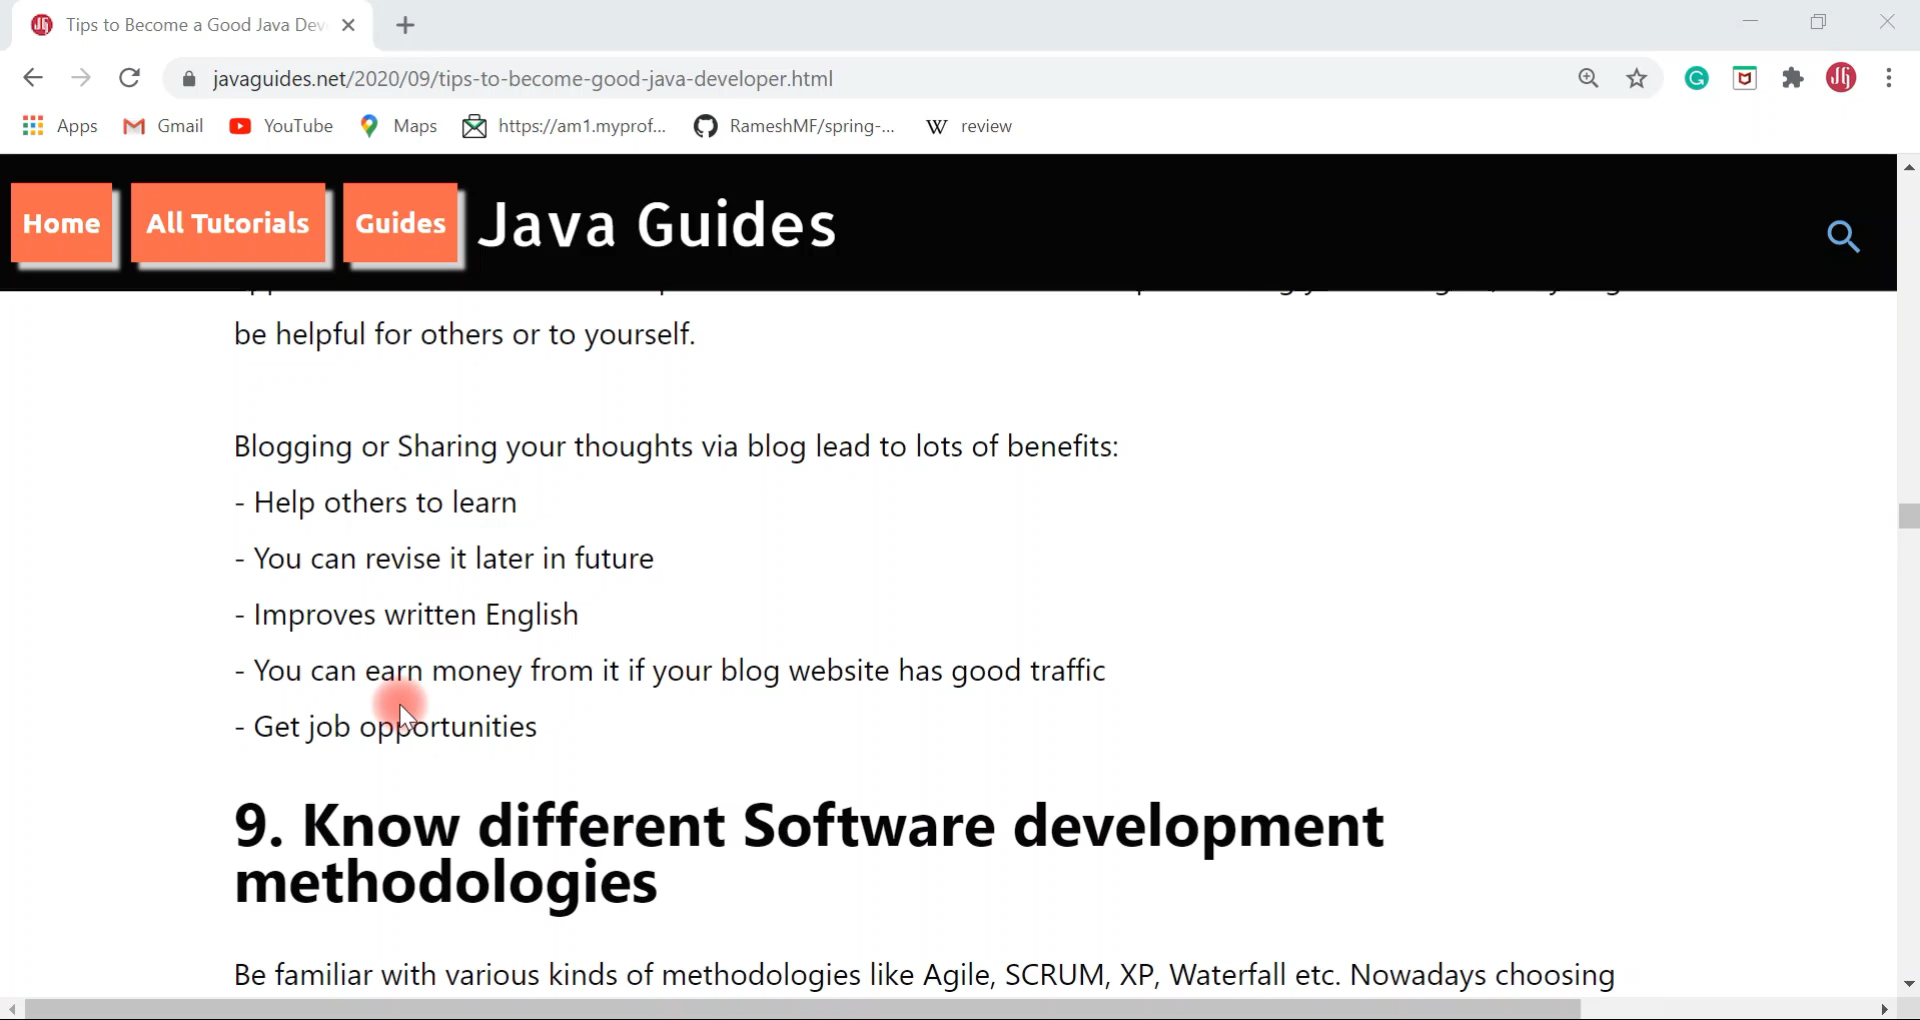 Tips to Become a Good Java Dev
javaguides.net/2020/09/tips-to-become-good-java-developer.html
Apps Gmail YouTube Maps https://am1.myprof... RameshMF/spring-... W review
Home All Tutorials Guides Java Guides
be helpful for others or to yourself.
Blogging or Sharing your thoughts via blog lead to lots of benefits:
- Help others to learn
- You can revise it later in future
- Improves written English
- You can earn money from it if your blog website has good traffic
- Get job opportunities
9. Know different Software development
methodologies
Be familiar with various kinds of methodologies like Agile, SCRUM, XP, Waterfall etc. Nowadays choosing